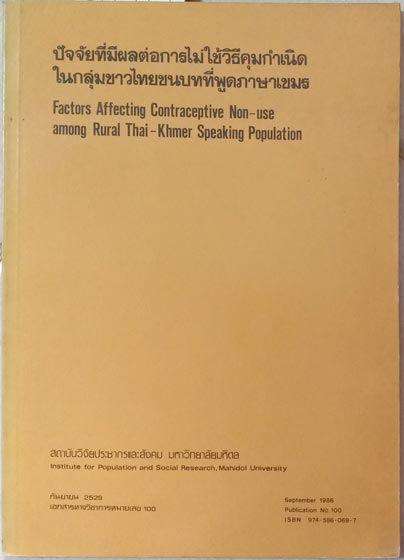 ปัจจัยที่มีผลต่อการไม่ใช้วิธีคุมกำเนิด
ในกลุ่มชาวไทยชนบทที่พูดภาษาเขมร
Factors Affecting Contraceptive Non-use
among Rural Thai-Khmer Speaking Population
สถาบันวิจัยประชากรและสังคม มหาวิทยาลัยมหิดล
Institute for Population and Social Research, Mahidol University
กันยายน 2529
เอกสารทางวิชาการหมายเลข 100
September 1986
Publication No. 100
ISBN 974-586-069-7